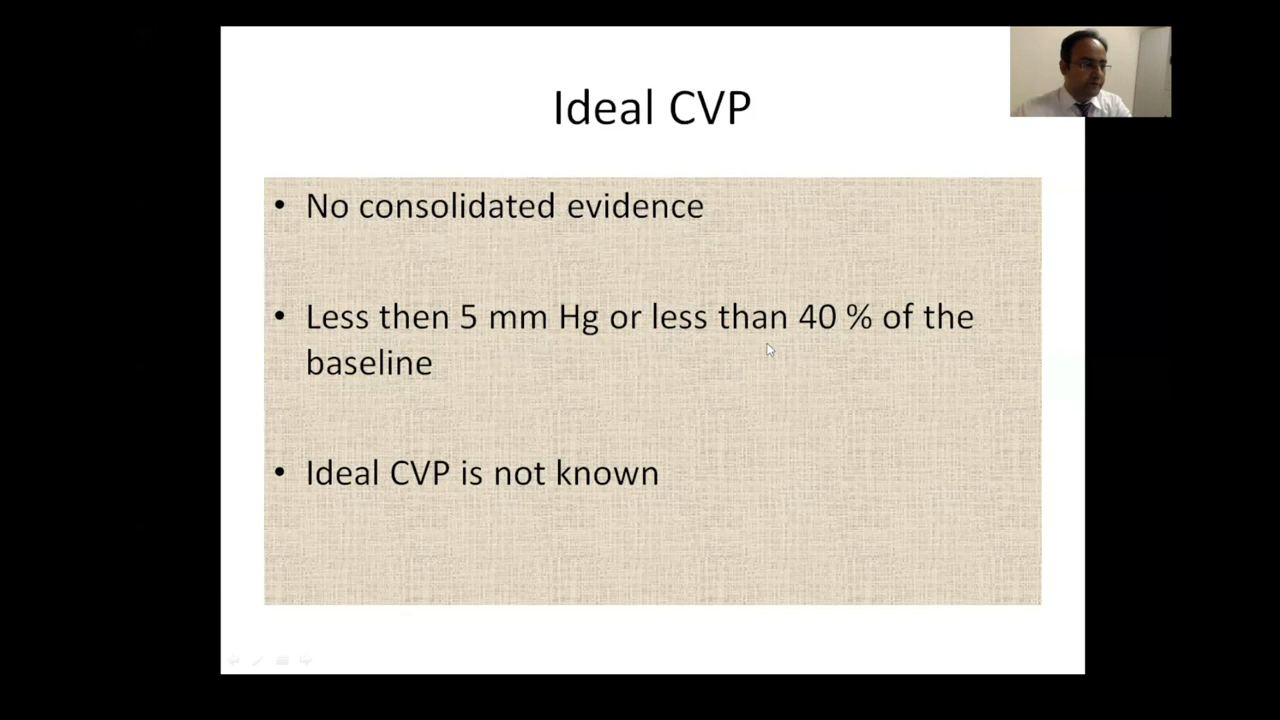 Ideal CVP
• No consolidated evidence
• Less then 5 mm Hg or less than 40 % of the
baseline
• Ideal CVP is not known